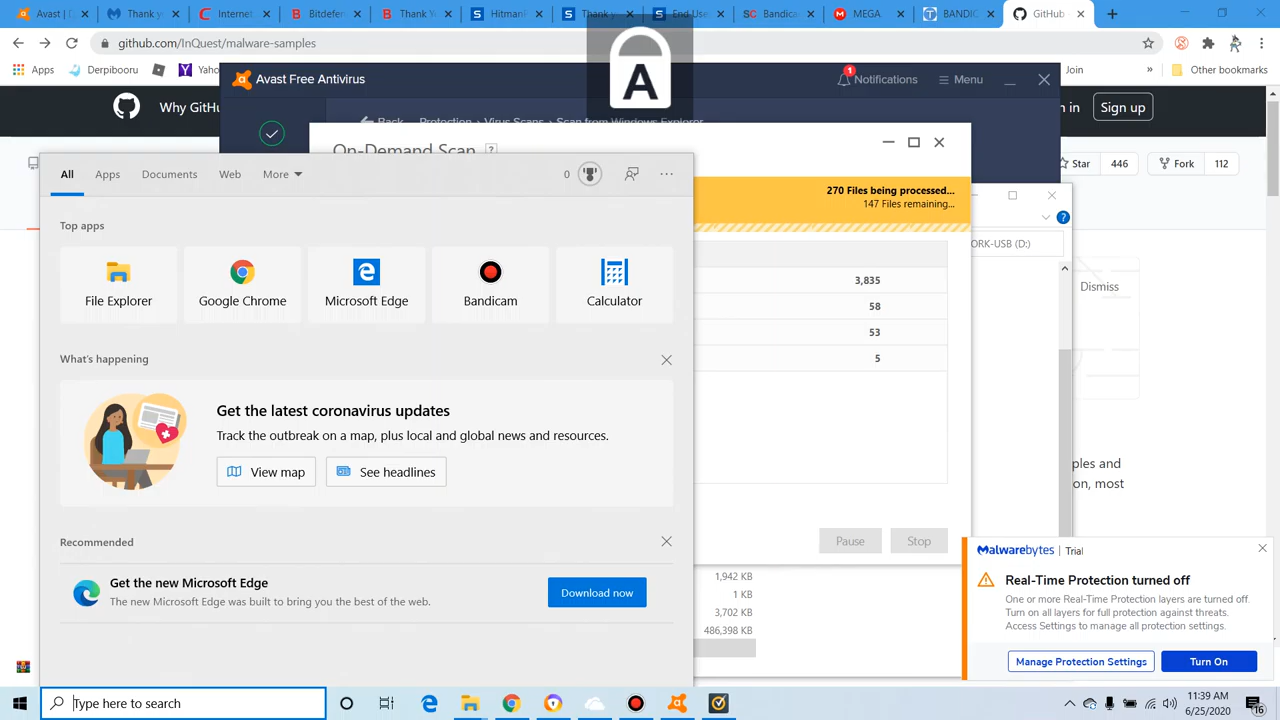 Avast D
Interne
Bitdefen
Thank Y
HitmanP
Thank y
End-Use
BANDIC
MEGA
BANDIC
GitHub
github.com/InQuest/malware-samples
Apps Derpibooru Yaho Join » Other bookmarks
Why GitH
Avast Free Antivirus
1 Notifications Menu
Sign up
A
Back Protection › Virus Scans › Scan from Windows Explorer
On-Demand Scan ?
Star 446 Fork 112
270 Files being processed...
147 Files remaining...
All Apps Documents Web More 0 ...
Top apps
File Explorer Google Chrome Microsoft Edge Bandicam Calculator
ORK-USB (D:)
3,835
58
53
5
Dismiss
What's happening
Get the latest coronavirus updates
Track the outbreak on a map, plus local and global news and resources.
View map See headlines
ples and
on, most
Recommended
Get the new Microsoft Edge
The new Microsoft Edge was built to bring you the best of the web.
Download now
Pause Stop
1,942 KB
1 KB
3,702 KB
486,398 KB
Malwarebytes | Trial
Real-Time Protection turned off
One or more Real-Time Protection layers are turned off.
Turn on all layers for full protection against threats.
Access Settings to manage all protection settings.
Manage Protection Settings Turn On
Type here to search
11:39 AM
6/25/2020
16